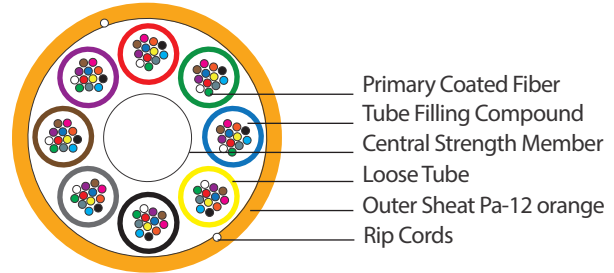 Primary Coated Fiber
Tube Filling Compound
Central Strength Member
Loose Tube
Outer Sheat Pa-12 orange
Rip Cords